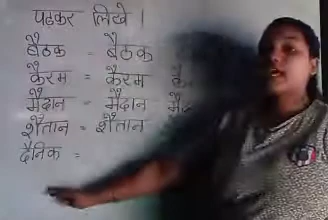 पढकर लिखे ।
बैठक = बैठक
कैरम = कैरम कै
मैदान = मैदान मैद
शैतान = शैतान
दैनिक =